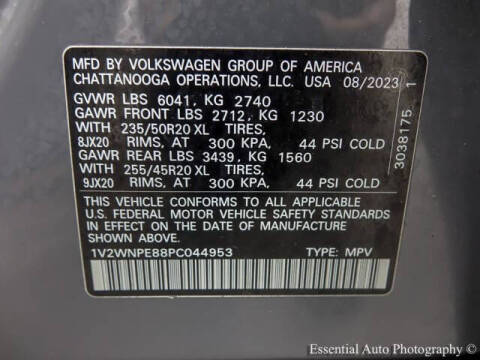 MFD BY VOLKSWAGEN GROUP OF AMERICA
CHATTANOOGA OPERATIONS, LLC. USA 08/2023
GVWR LBS 6041, KG 2740
GAWR FRONT LBS 2712, KG 1230
WITH 235/50R20 XL TIRES,
8JX20 RIMS, AT 300 KPA, 44 PSI COLD
GAWR REAR LBS 3439, KG 1560
WITH 255/45R20 XL TIRES,
9JX20 RIMS, AT 300 KPA, 44 PSI COLD
THIS VEHICLE CONFORMS TO ALL APPLICABLE
U.S. FEDERAL MOTOR VEHICLE SAFETY STANDARDS
IN EFFECT ON THE DATE OF MANUFACTURE
SHOWN ABOVE
1V2WNPE88PC044953 TYPE: MPV
3038175 1
Essential Auto Photography ©